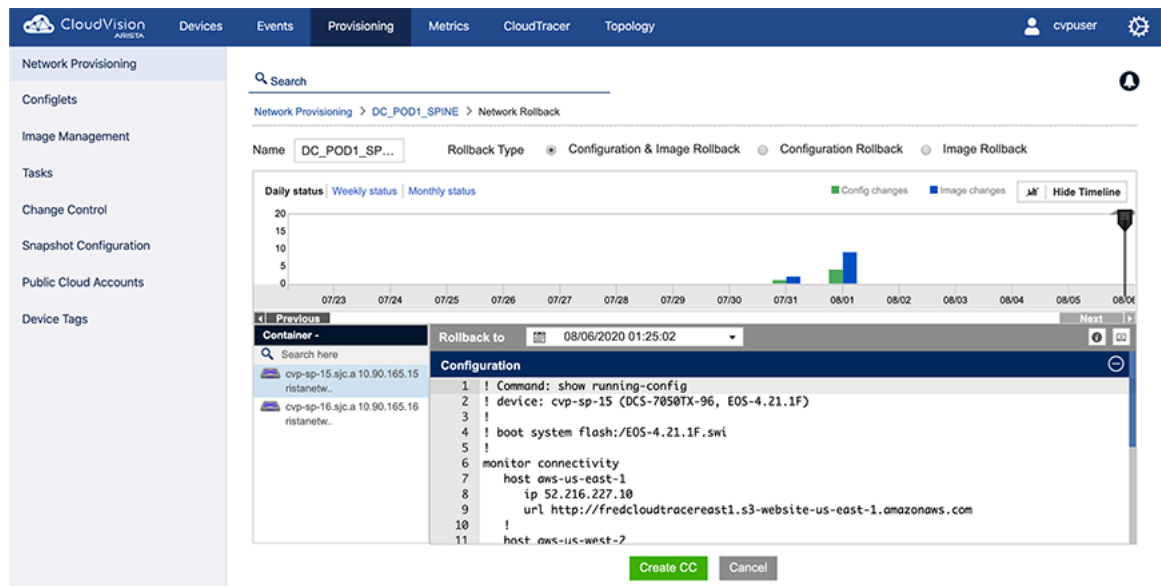 CloudVision
ARISTA
Devices
Events
Provisioning
Metrics
CloudTracer
Topology
cvpuser
Network Provisioning
Configlets
Image Management
Tasks
Change Control
Snapshot Configuration
Public Cloud Accounts
Device Tags
Search
Network Provisioning > DC_POD1_SPINE > Network Rollback
Name DC_POD1_SP... Rollback Type Configuration & Image Rollback Configuration Rollback Image Rollback
Daily status Weekly status Monthly status Config changes Image changes Hide Timeline
20
15
10
5
0
07/23 07/24 07/25 07/26 07/27 07/28 07/29 07/30 07/31 08/01 08/02 08/03 08/04 08/05 08/06
Previous Next
Container -
Search here
cvp-sp-15.sjc.a 10.90.165.15
ristanetw..
cvp-sp-16.sjc.a 10.90.165.16
ristanetw..
Rollback to 08/06/2020 01:25:02
Configuration
1 ! Command: show running-config
2 ! device: cvp-sp-15 (DCS-7050TX-96, EOS-4.21.1F)
3 !
4 ! boot system flash:/EOS-4.21.1F.swi
5 !
6 monitor connectivity
7 host aws-us-east-1
8 ip 52.216.227.10
9 url http://fredcloudtracereast1.s3-website-us-east-1.amazonaws.com
10 !
11 host aws-us-west-2
Create CC Cancel